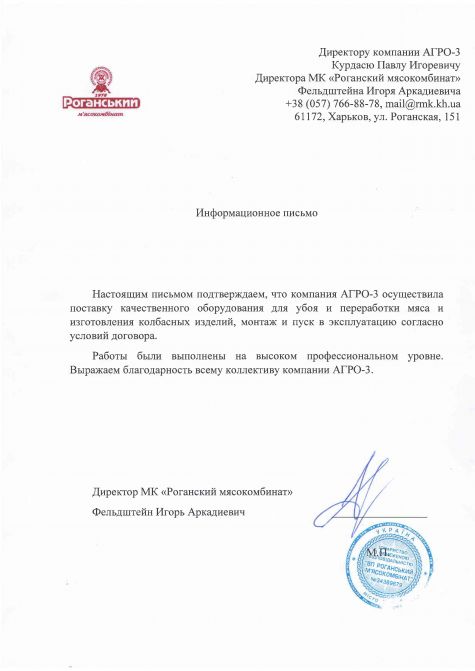 Директору компании АГРО-3
Курдасю Павлу Игоревичу
Директора МК «Роганский мясокомбинат»
Фельдштейна Игоря Аркадиевича
+38 (057) 766-88-78, mail@rmk.kh.ua
61172, Харьков, ул. Роганская, 151
1978
Роганський
м'ясокомбінат
Информационное письмо
Настоящим письмом подтверждаем, что компания АГРО-3 осуществила
поставку качественного оборудования для убоя и переработки мяса и
изготовления колбасных изделий, монтаж и пуск в эксплуатацию согласно
условий договора.
Работы были выполнены на высоком профессиональном уровне.
Выражаем благодарность всему коллективу компании АГРО-3.
Директор МК «Роганский мясокомбинат»
Фельдштейн Игорь Аркадиевич
М.П.
УКРАЇНА
"ВП РОГАНСЬКИЙ
М'ЯСОКОМБІНАТ"